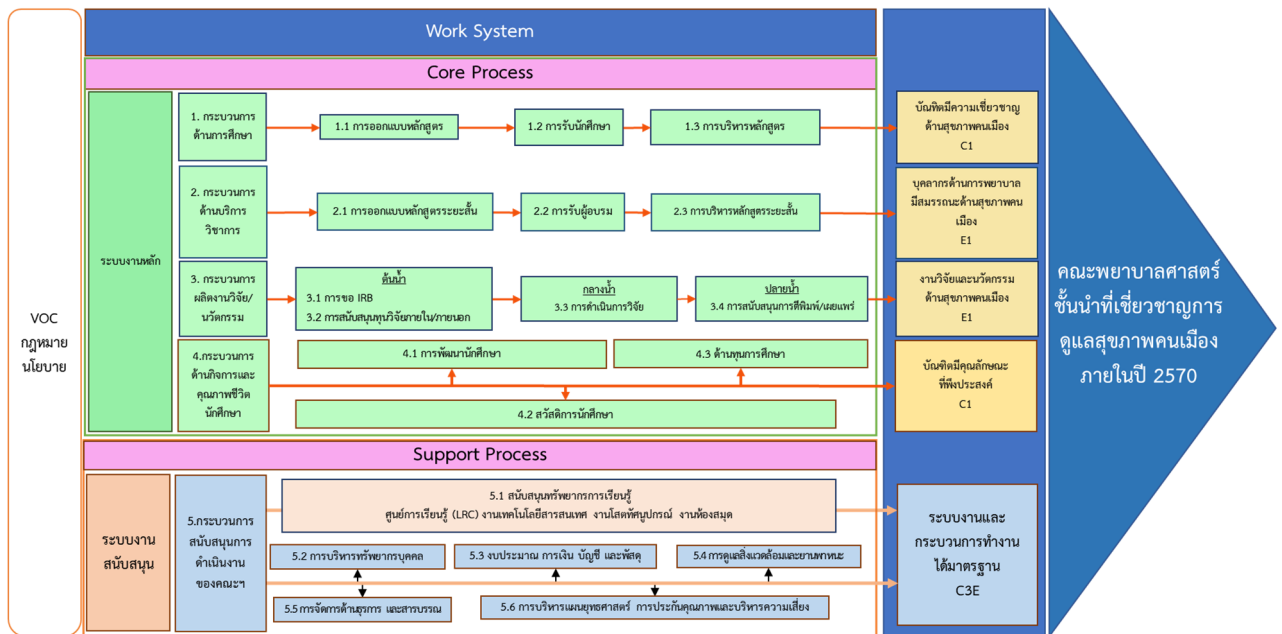 Work System
Core Process
VOC
กฎหมาย
นโยบาย
ระบบงานหลัก
1. กระบวนการ
ด้านการศึกษา
1.1 การออกแบบหลักสูตร
1.2 การรับนักศึกษา
1.3 การบริหารหลักสูตร
บัณฑิตมีความเชี่ยวชาญ
ด้านสุขภาพคนเมือง
C1
2. กระบวนการ
ด้านบริการ
วิชาการ
2.1 การออกแบบหลักสูตรระยะสั้น
2.2 การรับผู้อบรม
2.3 การบริหารหลักสูตรระยะสั้น
บุคลากรด้านการพยาบาล
มีสมรรถนะด้านสุขภาพคน
เมือง
E1
3. กระบวนการ
ผลิตงานวิจัย/
นวัตกรรม
ต้นน้ำ
3.1 การขอ IRB
3.2 การสนับสนุนทุนวิจัยภายใน/ภายนอก
กลางน้ำ
3.3 การดำเนินการวิจัย
ปลายน้ำ
3.4 การสนับสนุนการตีพิมพ์/เผยแพร่
งานวิจัยและนวัตกรรม
ด้านสุขภาพคนเมือง
E1
4.กระบวนการ
ด้านกิจการและ
คุณภาพชีวิต
นักศึกษา
4.1 การพัฒนานักศึกษา
4.3 ด้านทุนการศึกษา
4.2 สวัสดิการนักศึกษา
บัณฑิตมีคุณลักษณะ
ที่พึงประสงค์
C1
คณะพยาบาลศาสตร์
ชั้นนำที่เชี่ยวชาญการ
ดูแลสุขภาพคนเมือง
ภายในปี 2570
Support Process
ระบบงาน
สนับสนุน
5.กระบวนการ
สนับสนุนการ
ดำเนินงาน
ของคณะฯ
5.1 สนับสนุนทรัพยากรการเรียนรู้
ศูนย์การเรียนรู้ (LRC) งานเทคโนโลยีสารสนเทศ งานโสตทัศนูปกรณ์ งานห้องสมุด
5.2 การบริหารทรัพยากรบุคคล
5.3 งบประมาณ การเงิน บัญชี และพัสดุ
5.4 การดูแลสิ่งแวดล้อมและยานพาหนะ
5.5 การจัดการด้านธุรการ และสารบรรณ
5.6 การบริหารแผนยุทธศาสตร์ การประกันคุณภาพและบริหารความเสี่ยง
ระบบงานและ
กระบวนการทำงาน
ได้มาตรฐาน
C3E